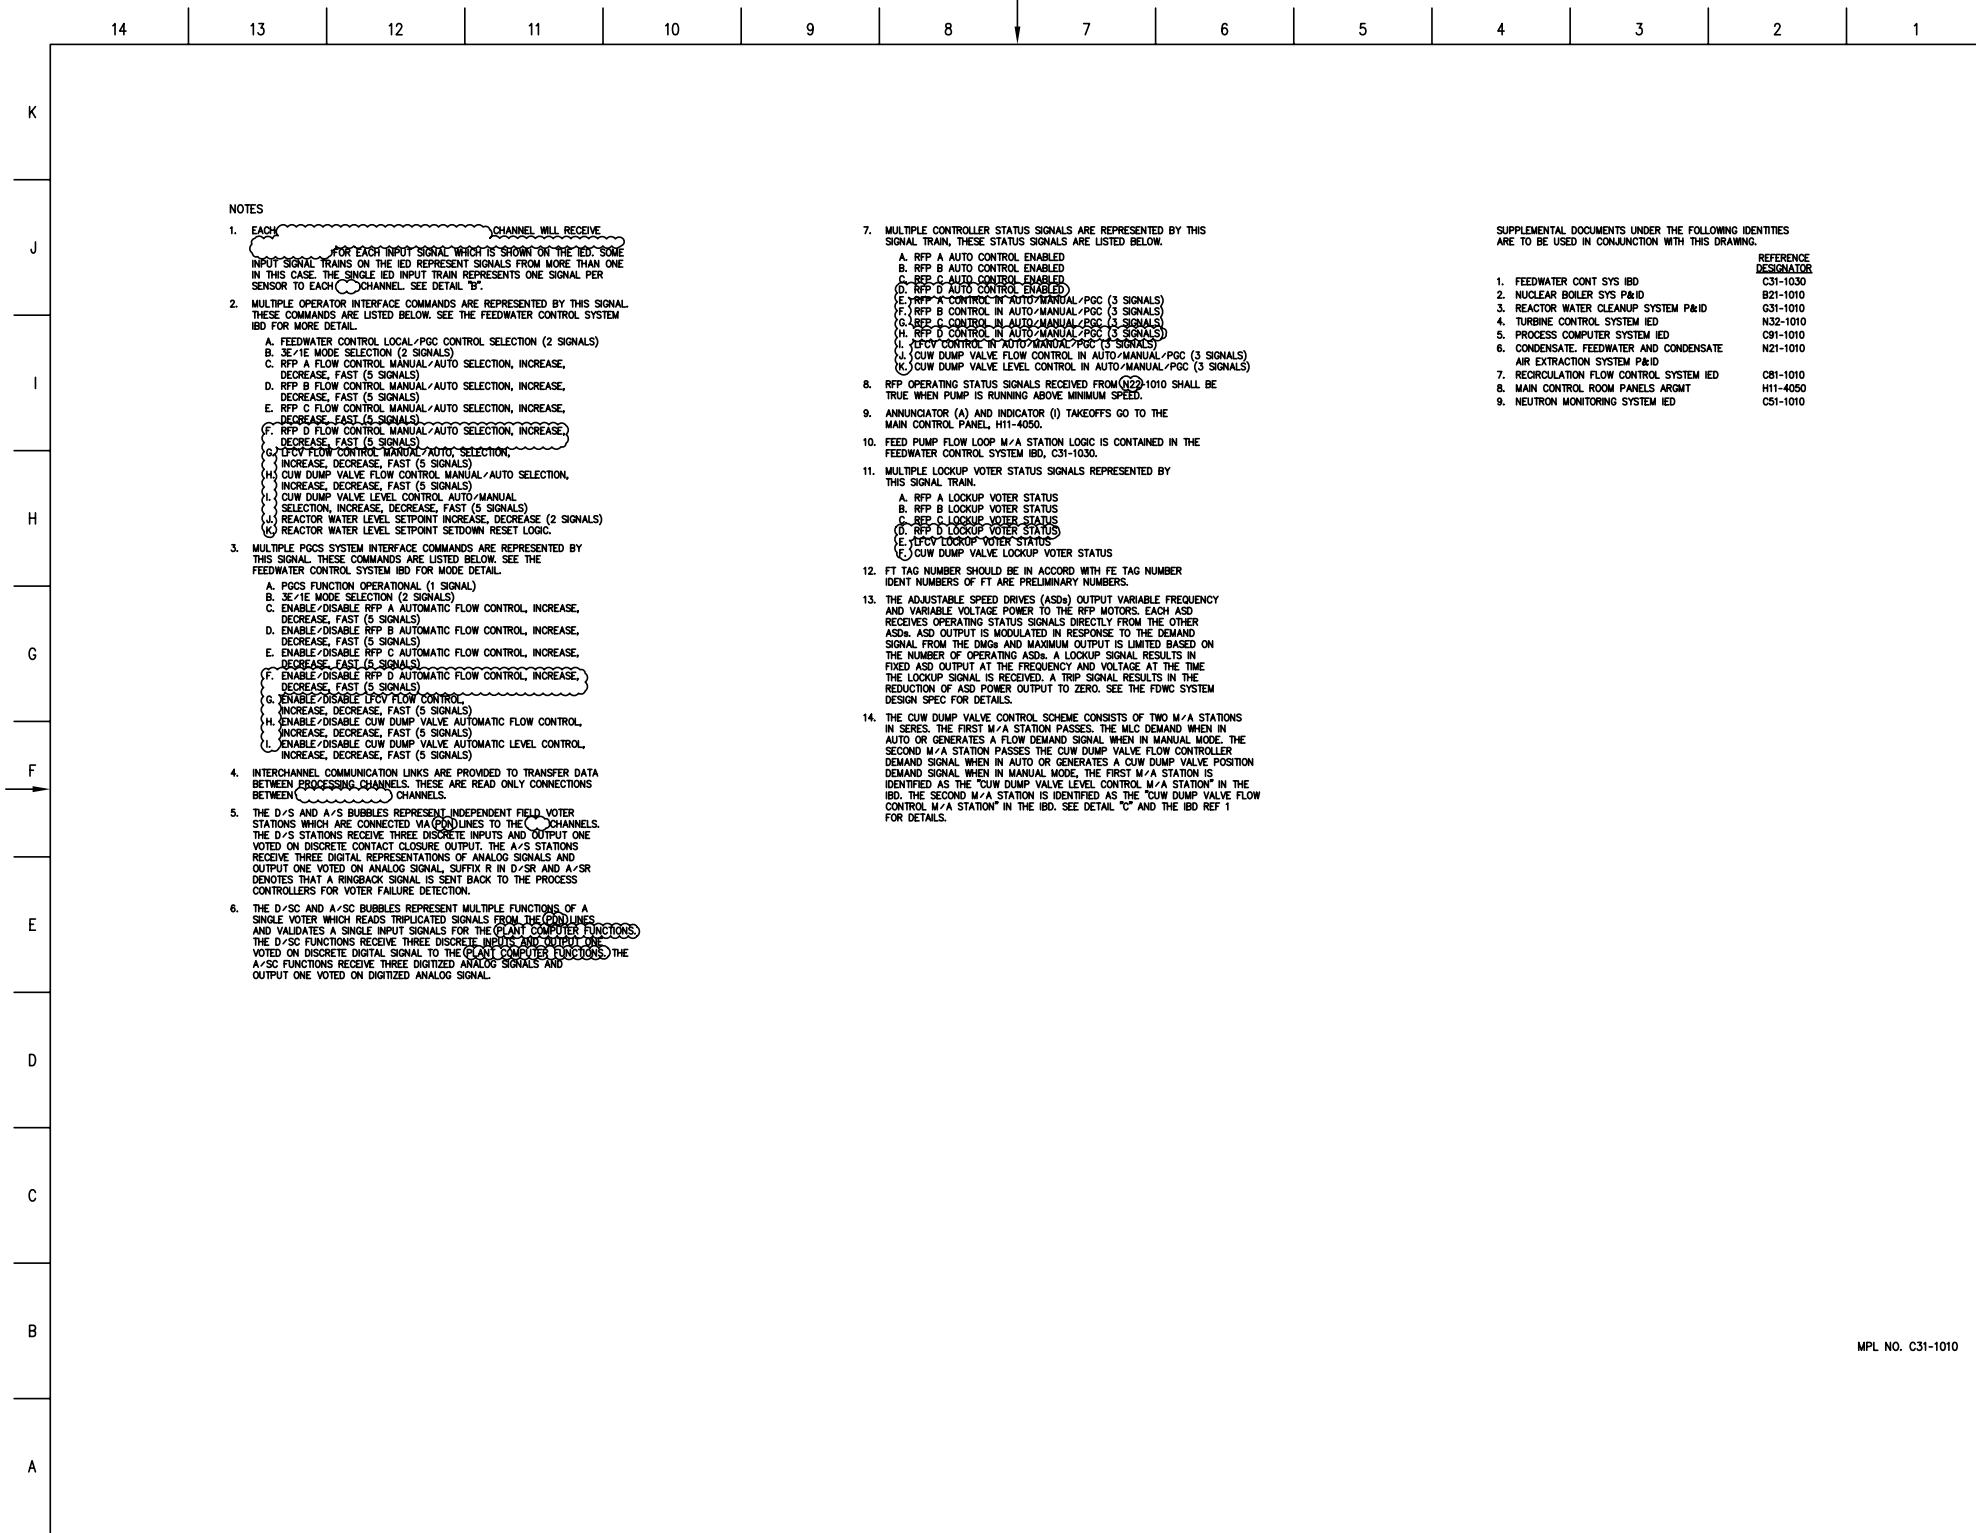 14 13 12 11 10 9 8 7 6 5 4 3 2 1
K
J
I
H
G
F
E
D
C
B
A
NOTES
1. EACH CHANNEL WILL RECEIVE
FOR EACH INPUT SIGNAL WHICH IS SHOWN ON THE IED. SOME
INPUT SIGNAL TRAINS ON THE IED REPRESENT SIGNALS FROM MORE THAN ONE
IN THIS CASE. THE SINGLE IED INPUT TRAIN REPRESENTS ONE SIGNAL PER
SENSOR TO EACH CHANNEL. SEE DETAIL "B".
2. MULTIPLE OPERATOR INTERFACE COMMANDS ARE REPRESENTED BY THIS SIGNAL.
THESE COMMANDS ARE LISTED BELOW. SEE THE FEEDWATER CONTROL SYSTEM
IBD FOR MORE DETAIL.
A. FEEDWATER CONTROL LOCAL/PGC CONTROL SELECTION (2 SIGNALS)
B. 3E/1E MODE SELECTION (2 SIGNALS)
C. RFP A FLOW CONTROL MANUAL/AUTO SELECTION, INCREASE,
DECREASE, FAST (5 SIGNALS)
D. RFP B FLOW CONTROL MANUAL/AUTO SELECTION, INCREASE,
DECREASE, FAST (5 SIGNALS)
E. RFP C FLOW CONTROL MANUAL/AUTO SELECTION, INCREASE,
DECREASE, FAST (5 SIGNALS)
F. RFP D FLOW CONTROL MANUAL/AUTO SELECTION, INCREASE,
DECREASE, FAST (5 SIGNALS)
G. LFCV FLOW CONTROL MANUAL/AUTO, SELECTION,
INCREASE, DECREASE, FAST (5 SIGNALS)
H. CUW DUMP VALVE FLOW CONTROL MANUAL/AUTO SELECTION,
INCREASE, DECREASE, FAST (5 SIGNALS)
I. CUW DUMP VALVE LEVEL CONTROL AUTO/MANUAL
SELECTION, INCREASE, DECREASE, FAST (5 SIGNALS)
J. REACTOR WATER LEVEL SETPOINT INCREASE, DECREASE (2 SIGNALS)
K. REACTOR WATER LEVEL SETPOINT SETDOWN RESET LOGIC.
3. MULTIPLE PGCS SYSTEM INTERFACE COMMANDS ARE REPRESENTED BY
THIS SIGNAL. THESE COMMANDS ARE LISTED BELOW. SEE THE
FEEDWATER CONTROL SYSTEM IBD FOR MODE DETAIL.
A. PGCS FUNCTION OPERATIONAL (1 SIGNAL)
B. 3E/1E MODE SELECTION (2 SIGNALS)
C. ENABLE/DISABLE RFP A AUTOMATIC FLOW CONTROL, INCREASE,
DECREASE, FAST (5 SIGNALS)
D. ENABLE/DISABLE RFP B AUTOMATIC FLOW CONTROL, INCREASE,
DECREASE, FAST (5 SIGNALS)
E. ENABLE/DISABLE RFP C AUTOMATIC FLOW CONTROL, INCREASE,
DECREASE, FAST (5 SIGNALS)
F. ENABLE/DISABLE RFP D AUTOMATIC FLOW CONTROL, INCREASE,
DECREASE, FAST (5 SIGNALS)
G. ENABLE/DISABLE LFCV FLOW CONTROL,
INCREASE, DECREASE, FAST (5 SIGNALS)
H. ENABLE/DISABLE CUW DUMP VALVE AUTOMATIC FLOW CONTROL,
INCREASE, DECREASE, FAST (5 SIGNALS)
I. ENABLE/DISABLE CUW DUMP VALVE AUTOMATIC LEVEL CONTROL,
INCREASE, DECREASE, FAST (5 SIGNALS)
4. INTERCHANNEL COMMUNICATION LINKS ARE PROVIDED TO TRANSFER DATA
BETWEEN PROCESSING CHANNELS. THESE ARE READ ONLY CONNECTIONS
BETWEEN CHANNELS.
5. THE D/S AND A/S BUBBLES REPRESENT INDEPENDENT FIELD VOTER
STATIONS WHICH ARE CONNECTED VIA PDN LINES TO THE CHANNELS.
THE D/S STATIONS RECEIVE THREE DISCRETE INPUTS AND OUTPUT ONE
VOTED ON DISCRETE CONTACT CLOSURE OUTPUT. THE A/S STATIONS
RECEIVE THREE DIGITAL REPRESENTATIONS OF ANALOG SIGNALS AND
OUTPUT ONE VOTED ON ANALOG SIGNAL, SUFFIX R IN D/SR AND A/SR
DENOTES THAT A RINGBACK SIGNAL IS SENT BACK TO THE PROCESS
CONTROLLERS FOR VOTER FAILURE DETECTION.
6. THE D/SC AND A/SC BUBBLES REPRESENT MULTIPLE FUNCTIONS OF A
SINGLE VOTER WHICH READS TRIPLICATED SIGNALS FROM THE PDN LINES
AND VALIDATES A SINGLE INPUT SIGNALS FOR THE PLANT COMPUTER FUNCTIONS.
THE D/SC FUNCTIONS RECEIVE THREE DISCRETE INPUTS AND OUTPUT ONE
VOTED ON DISCRETE DIGITAL SIGNAL TO THE PLANT COMPUTER FUNCTIONS. THE
A/SC FUNCTIONS RECEIVE THREE DIGITIZED ANALOG SIGNALS AND
OUTPUT ONE VOTED ON DIGITIZED ANALOG SIGNAL.
7. MULTIPLE CONTROLLER STATUS SIGNALS ARE REPRESENTED BY THIS
SIGNAL TRAIN, THESE STATUS SIGNALS ARE LISTED BELOW.
A. RFP A AUTO CONTROL ENABLED
B. RFP B AUTO CONTROL ENABLED
C. RFP C AUTO CONTROL ENABLED
D. RFP D AUTO CONTROL ENABLED
E. RFP A CONTROL IN AUTO/MANUAL/PGC (3 SIGNALS)
F. RFP B CONTROL IN AUTO/MANUAL/PGC (3 SIGNALS)
G. RFP C CONTROL IN AUTO/MANUAL/PGC (3 SIGNALS)
H. RFP D CONTROL IN AUTO/MANUAL/PGC (3 SIGNALS)
I. LFCV CONTROL IN AUTO/MANUAL/PGC (3 SIGNALS)
J. CUW DUMP VALVE FLOW CONTROL IN AUTO/MANUAL/PGC (3 SIGNALS)
K. CUW DUMP VALVE LEVEL CONTROL IN AUTO/MANUAL/PGC (3 SIGNALS)
8. RFP OPERATING STATUS SIGNALS RECEIVED FROM N22-1010 SHALL BE
TRUE WHEN PUMP IS RUNNING ABOVE MINIMUM SPEED.
9. ANNUNCIATOR (A) AND INDICATOR (I) TAKEOFFS GO TO THE
MAIN CONTROL PANEL, H11-4050.
10. FEED PUMP FLOW LOOP M/A STATION LOGIC IS CONTAINED IN THE
FEEDWATER CONTROL SYSTEM IBD, C31-1030.
11. MULTIPLE LOCKUP VOTER STATUS SIGNALS REPRESENTED BY
THIS SIGNAL TRAIN.
A. RFP A LOCKUP VOTER STATUS
B. RFP B LOCKUP VOTER STATUS
C. RFP C LOCKUP VOTER STATUS
D. RFP D LOCKUP VOTER STATUS
E. LFCV LOCKUP VOTER STATUS
F. CUW DUMP VALVE LOCKUP VOTER STATUS
12. FT TAG NUMBER SHOULD BE IN ACCORD WITH FE TAG NUMBER
IDENT NUMBERS OF FT ARE PRELIMINARY NUMBERS.
13. THE ADJUSTABLE SPEED DRIVES (ASDs) OUTPUT VARIABLE FREQUENCY
AND VARIABLE VOLTAGE POWER TO THE RFP MOTORS. EACH ASD
RECEIVES OPERATING STATUS SIGNALS DIRECTLY FROM THE OTHER
ASDs. ASD OUTPUT IS MODULATED IN RESPONSE TO THE DEMAND
SIGNAL FROM THE DMGs AND MAXIMUM OUTPUT IS LIMITED BASED ON
THE NUMBER OF OPERATING ASDs. A LOCKUP SIGNAL RESULTS IN
FIXED ASD OUTPUT AT THE FREQUENCY AND VOLTAGE AT THE TIME
THE LOCKUP SIGNAL IS RECEIVED. A TRIP SIGNAL RESULTS IN THE
REDUCTION OF ASD POWER OUTPUT TO ZERO. SEE THE FDWC SYSTEM
DESIGN SPEC FOR DETAILS.
14. THE CUW DUMP VALVE CONTROL SCHEME CONSISTS OF TWO M/A STATIONS
IN SERES. THE FIRST M/A STATION PASSES. THE MLC DEMAND WHEN IN
AUTO OR GENERATES A FLOW DEMAND SIGNAL WHEN IN MANUAL MODE. THE
SECOND M/A STATION PASSES THE CUW DUMP VALVE FLOW CONTROLLER
DEMAND SIGNAL WHEN IN AUTO OR GENERATES A CUW DUMP VALVE POSITION
DEMAND SIGNAL WHEN IN MANUAL MODE, THE FIRST M/A STATION IS
IDENTIFIED AS THE "CUW DUMP VALVE LEVEL CONTROL M/A STATION" IN THE
IBD. THE SECOND M/A STATION IS IDENTIFIED AS THE "CUW DUMP VALVE FLOW
CONTROL M/A STATION" IN THE IBD. SEE DETAIL "C" AND THE IBD REF 1
FOR DETAILS.
SUPPLEMENTAL DOCUMENTS UNDER THE FOLLOWING IDENTITIES
ARE TO BE USED IN CONJUNCTION WITH THIS DRAWING.
REFERENCE
DESIGNATOR
1. FEEDWATER CONT SYS IBD C31-1030
2. NUCLEAR BOILER SYS P&ID B21-1010
3. REACTOR WATER CLEANUP SYSTEM P&ID G31-1010
4. TURBINE CONTROL SYSTEM IED N32-1010
5. PROCESS COMPUTER SYSTEM IED C91-1010
6. CONDENSATE. FEEDWATER AND CONDENSATE N21-1010
AIR EXTRACTION SYSTEM P&ID
7. RECIRCULATION FLOW CONTROL SYSTEM IED C81-1010
8. MAIN CONTROL ROOM PANELS ARGMT H11-4050
9. NEUTRON MONITORING SYSTEM IED C51-1010
MPL NO. C31-1010